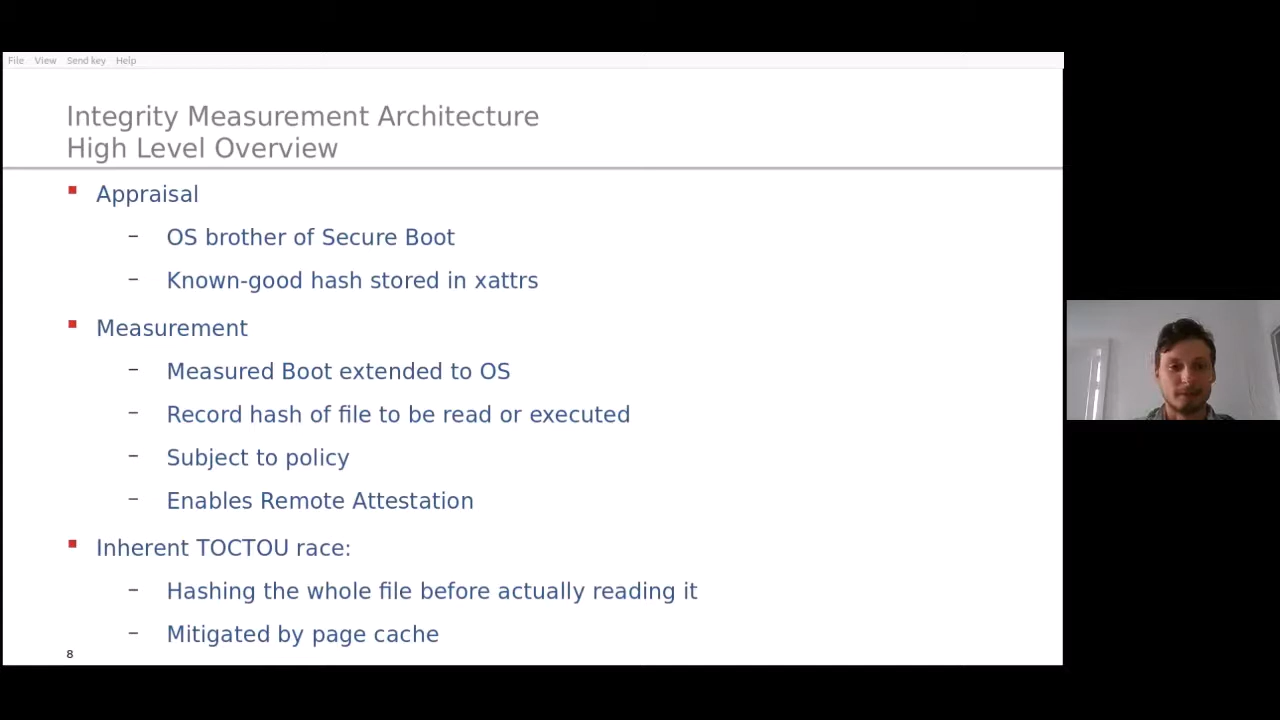 File View Send key Help
Integrity Measurement Architecture
High Level Overview
Appraisal
– OS brother of Secure Boot
– Known-good hash stored in xattrs
Measurement
– Measured Boot extended to OS
– Record hash of file to be read or executed
– Subject to policy
– Enables Remote Attestation
Inherent TOCTOU race:
– Hashing the whole file before actually reading it
– Mitigated by page cache
8